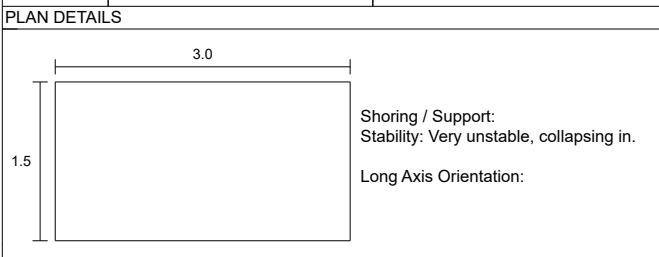 PLAN DETAILS
3.0
Shoring / Support:
Stability: Very unstable, collapsing in.
1.5
Long Axis Orientation: